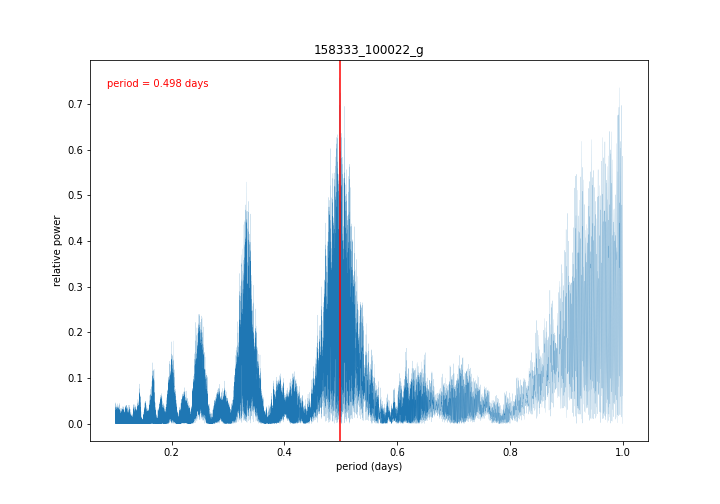 158333_100022_g
period = 0.498 days
relative power
0.7
0.6
0.5
0.4
0.3
0.2
0.1
0.0
0.2 0.4 0.6 0.8 1.0
period (days)